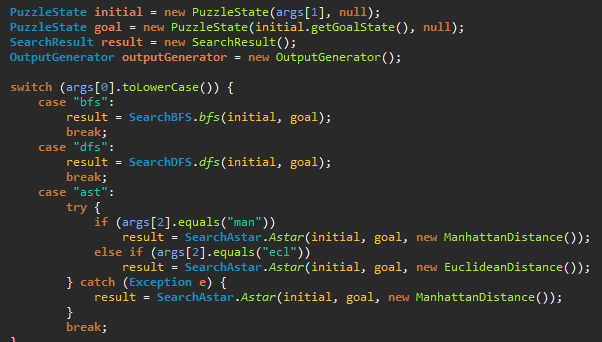 PuzzleState initial = new PuzzleState(args[1], null);
PuzzleState goal = new PuzzleState(initial.getGoalState(), null);
SearchResult result = new SearchResult();
OutputGenerator outputGenerator = new OutputGenerator();

switch (args[0].toLowerCase()) {
    case "bfs":
        result = SearchBFS.bfs(initial, goal);
        break;
    case "dfs":
        result = SearchDFS.dfs(initial, goal);
        break;
    case "ast":
        try {
            if (args[2].equals("man"))
                result = SearchAstar.Astar(initial, goal, new ManhattanDistance());
            else if (args[2].equals("ecl"))
                result = SearchAstar.Astar(initial, goal, new EuclideanDistance());
        } catch (Exception e) {
            result = SearchAstar.Astar(initial, goal, new ManhattanDistance());
        }
        break;
}